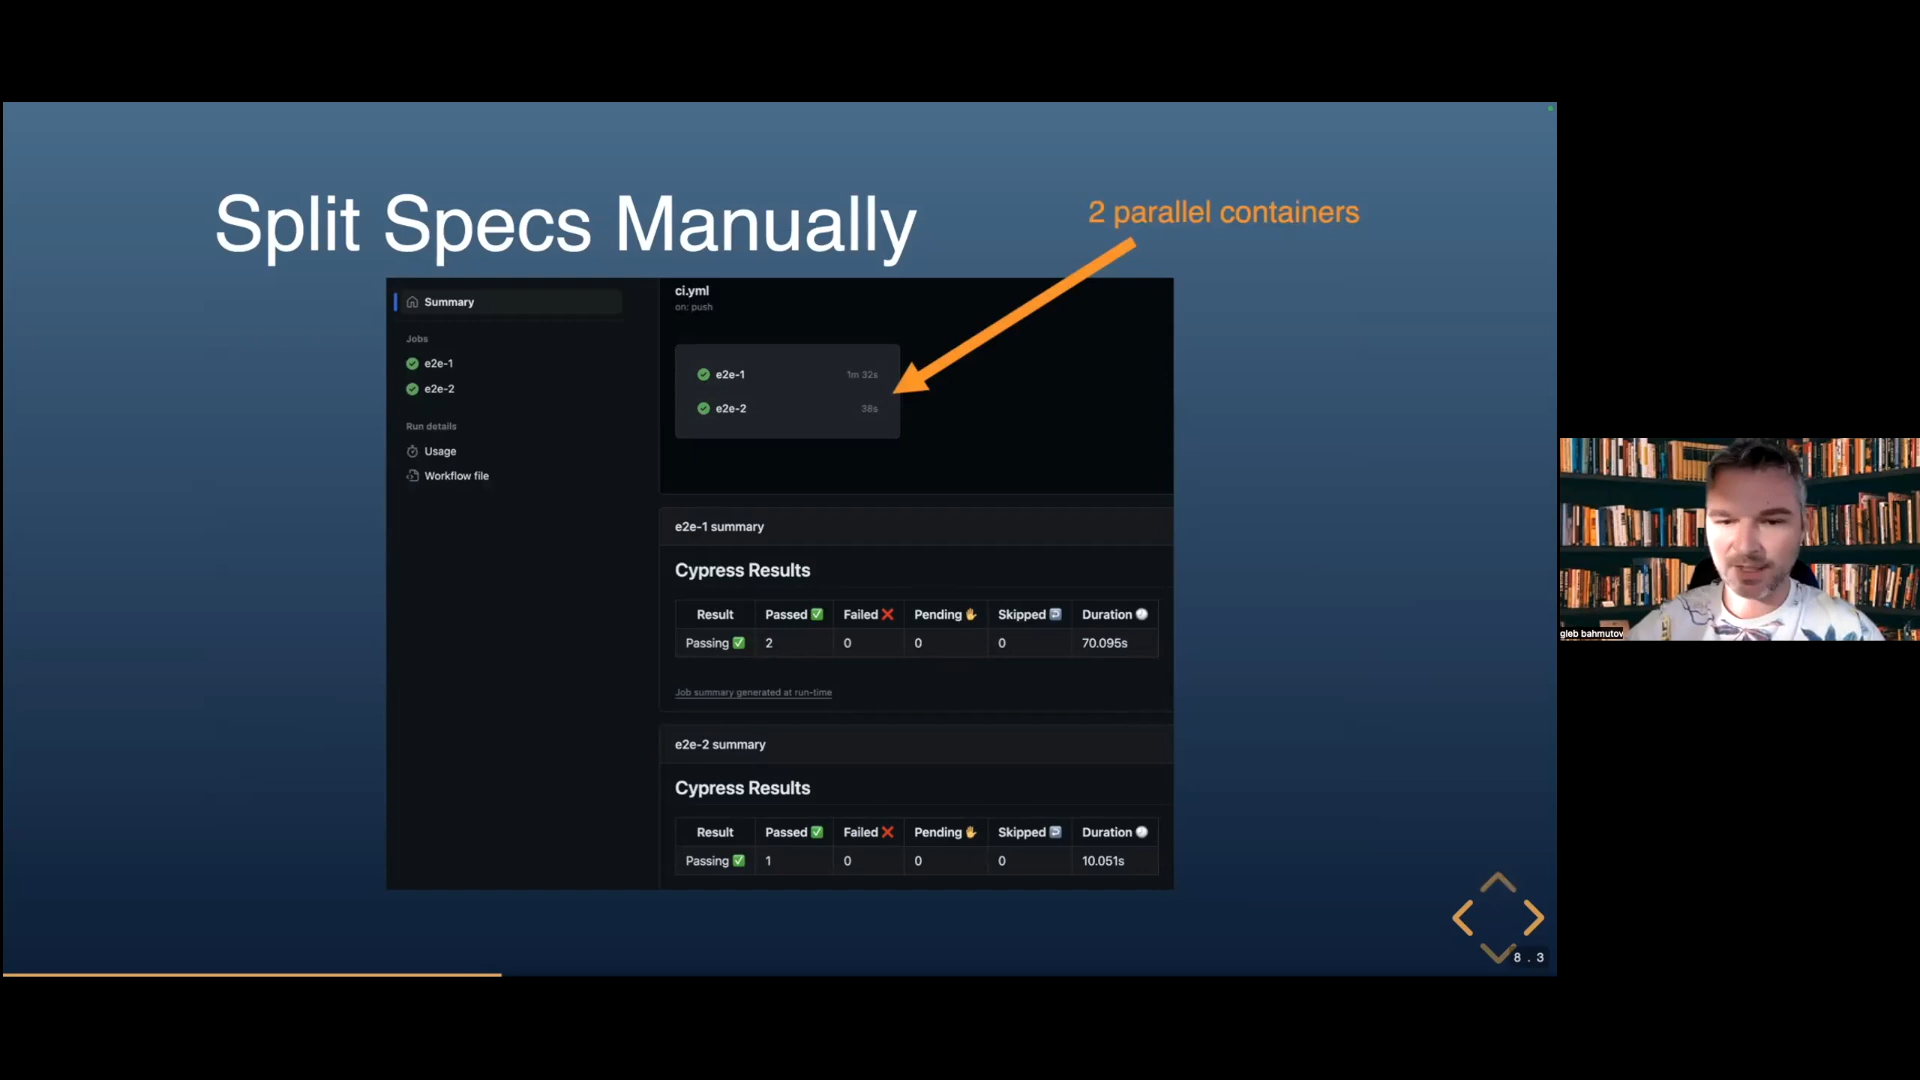 Split Specs Manually
2 parallel containers
Summary
Jobs
e2e-1
e2e-2
Run details
Usage
Workflow file
ci.yml
on: push
e2e-1 1m 32s
e2e-2 38s
e2e-1 summary
Cypress Results
Result Passed ✅ Failed ❌ Pending ✋ Skipped ↩️ Duration 🕗
Passing ✅ 2 0 0 0 70.095s
Job summary generated at run-time
e2e-2 summary
Cypress Results
Result Passed ✅ Failed ❌ Pending ✋ Skipped ↩️ Duration 🕗
Passing ✅ 1 0 0 0 10.051s
8 . 3
gleb bahmutov